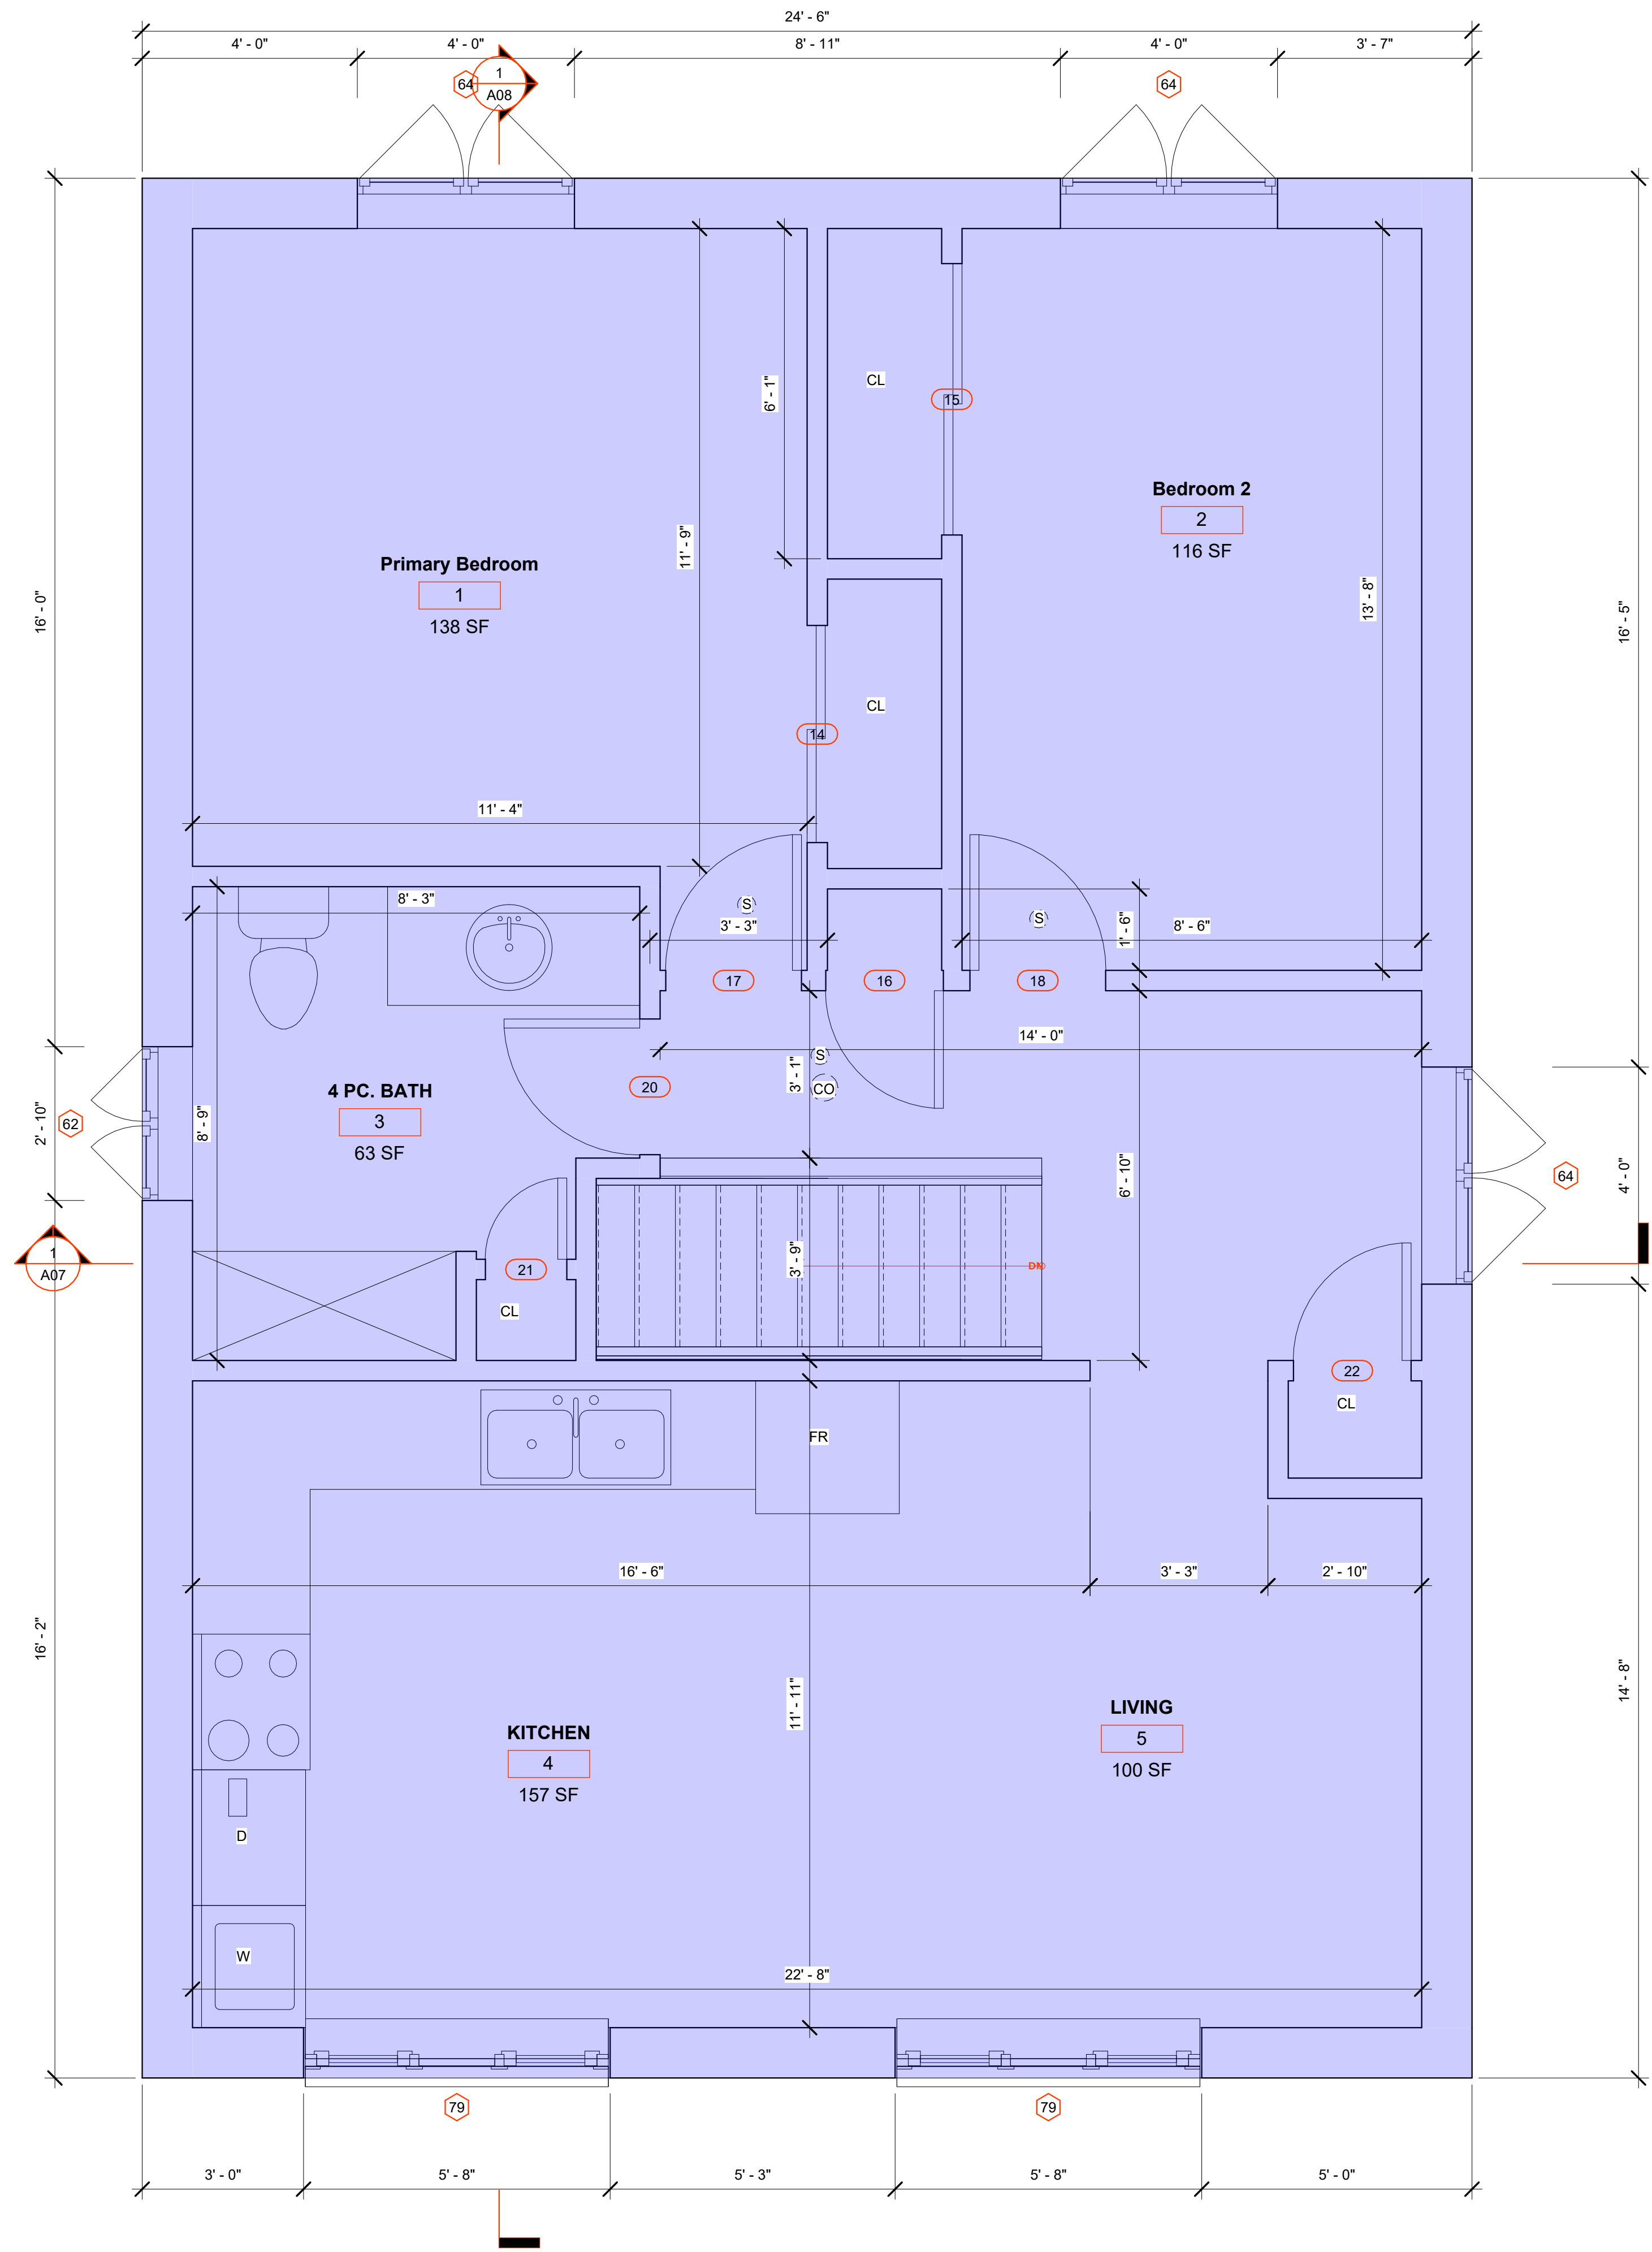 24' - 6"
4' - 0"
4' - 0"
8' - 11"
4' - 0"
3' - 7"
64
1
A08
64
16' - 0"
16' - 5"
6' - 1"
CL
15
Bedroom 2
2
116 SF
11' - 9"
Primary Bedroom
1
138 SF
13' - 8"
CL
14
11' - 4"
8' - 3"
S
3' - 3"
S
1' - 6"
8' - 6"
17
16
18
14' - 0"
S
3' - 1"
CO
20
4 PC. BATH
3
63 SF
8' - 9"
2' - 10"
62
6' - 10"
4' - 0"
64
1
A07
3' - 9"
DN
21
CL
22
CL
FR
16' - 6"
3' - 3"
2' - 10"
16' - 2"
11' - 11"
14' - 8"
KITCHEN
4
157 SF
LIVING
5
100 SF
D
W
22' - 8"
79
79
3' - 0"
5' - 8"
5' - 3"
5' - 8"
5' - 0"